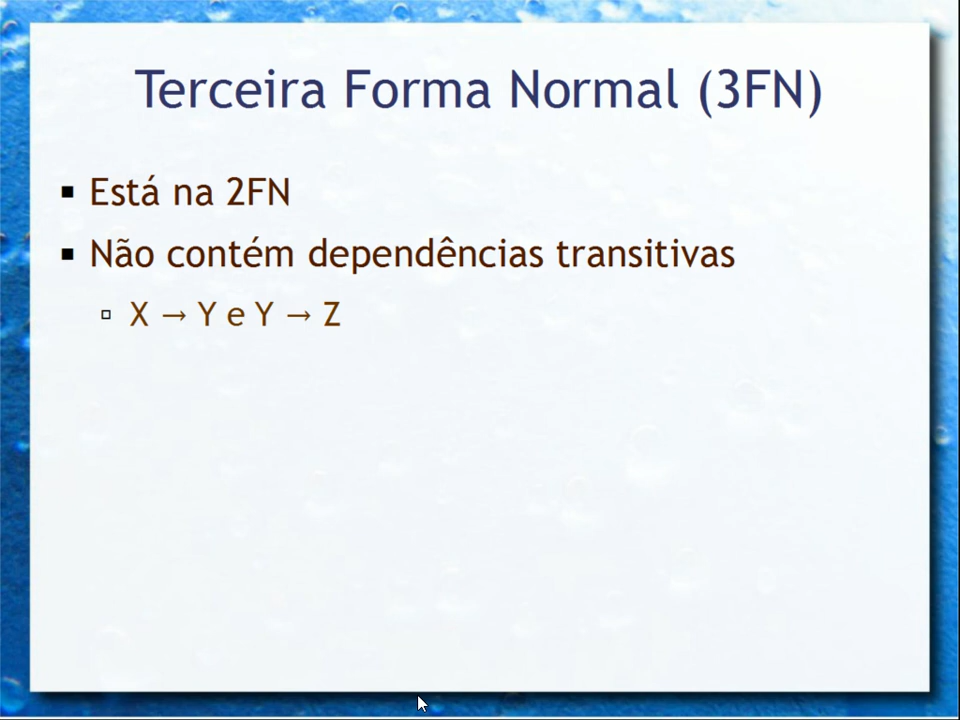 Terceira Forma Normal (3FN)
Está na 2FN
Não contém dependências transitivas
X → Y e Y → Z